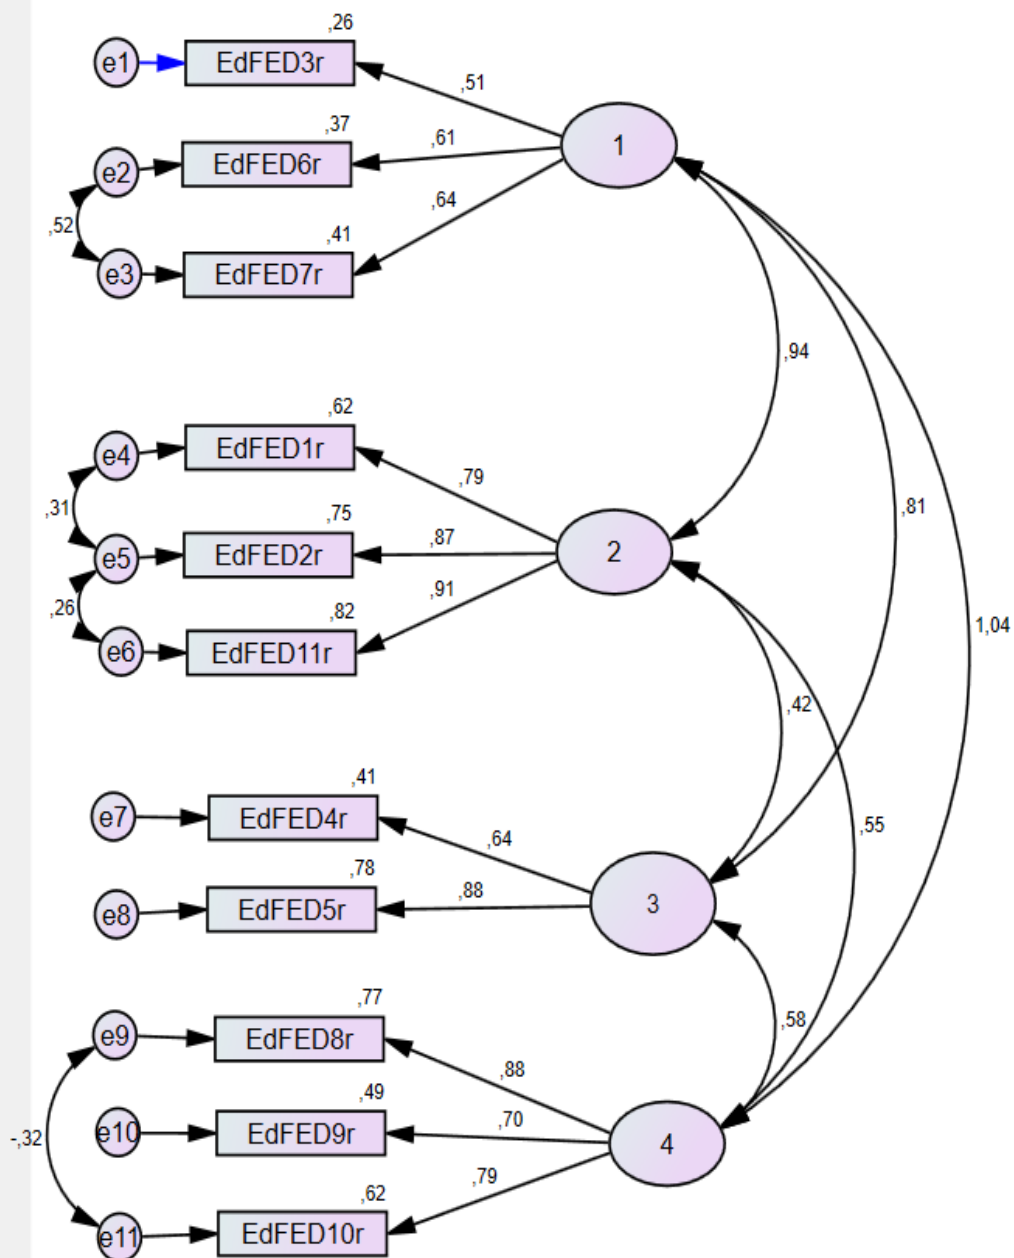 ,26
e1
EdFED3r
,51
,37
,61
1
e2
EdFED6r
,64
,52
,41
e3
EdFED7r
,94
,62
e4
EdFED1r
,79
,81
,31
,75
,87
2
e5
EdFED2r
,91
,26
,82
1,04
e6
EdFED11r
,42
,41
e7
EdFED4r
,55
,64
,78
,88
3
e8
EdFED5r
,77
,58
e9
EdFED8r
,88
,49
,70
-,32
e10
EdFED9r
4
,79
,62
e11
EdFED10r